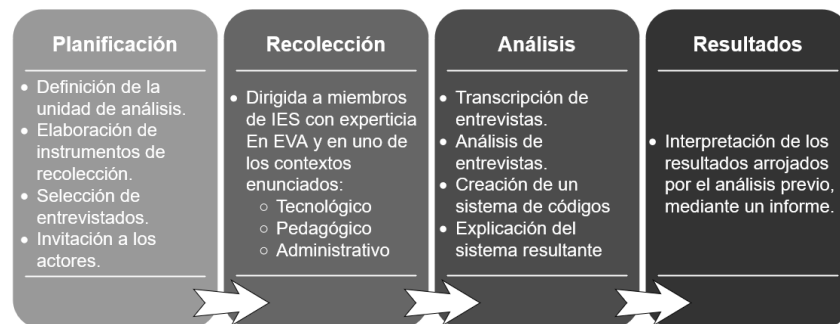 Planificación
Definición de la
unidad de análisis.
Elaboración de
instrumentos de
recolección.
Selección de
entrevistados.
Invitación a los
actores.
Recolección
Dirigida a miembros
de IES con experticia
En EVA y en uno de
los contextos
enunciados:
Tecnológico
Pedagógico
Administrativo
Análisis
Transcripción de
entrevistas.
Análisis de
entrevistas.
Creación de un
sistema de códigos
Explicación del
sistema resultante
Resultados
Interpretación de los
resultados arrojados
por el análisis previo,
mediante un informe.